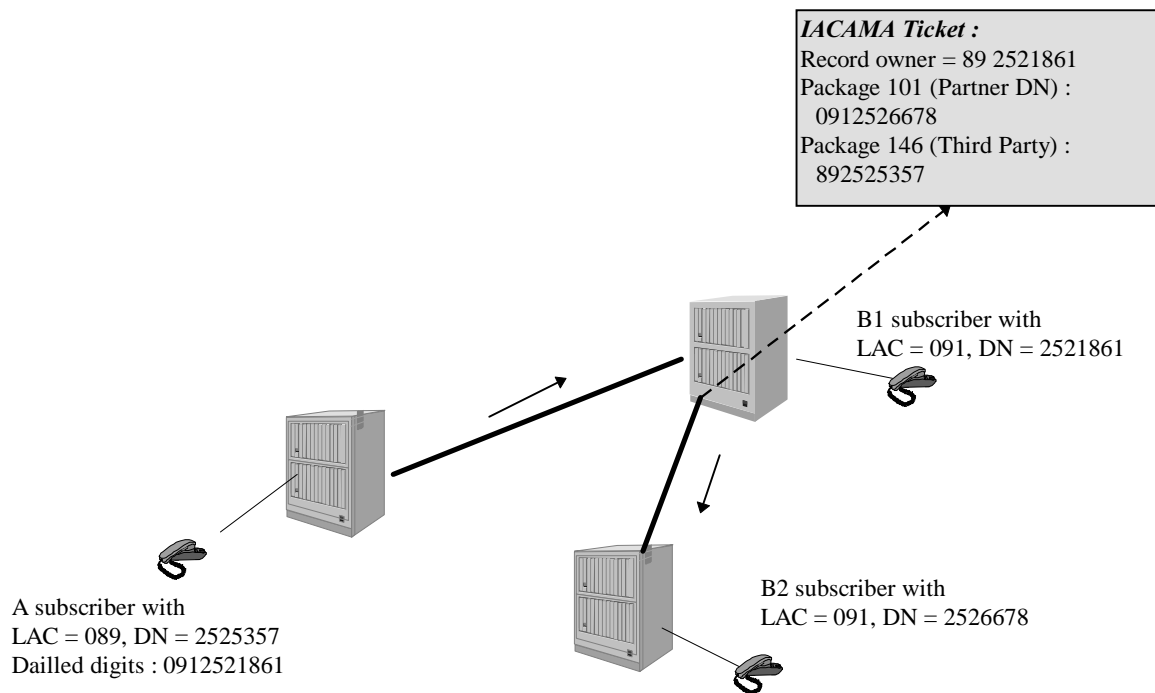 IACAMA Ticket :
Record owner = 89 2521861
Package 101 (Partner DN) :
0912526678
Package 146 (Third Party) :
892525357
B1 subscriber with
LAC = 091, DN = 2521861
A subscriber with
LAC = 089, DN = 2525357
Dailled digits : 0912521861
B2 subscriber with
LAC = 091, DN = 2526678